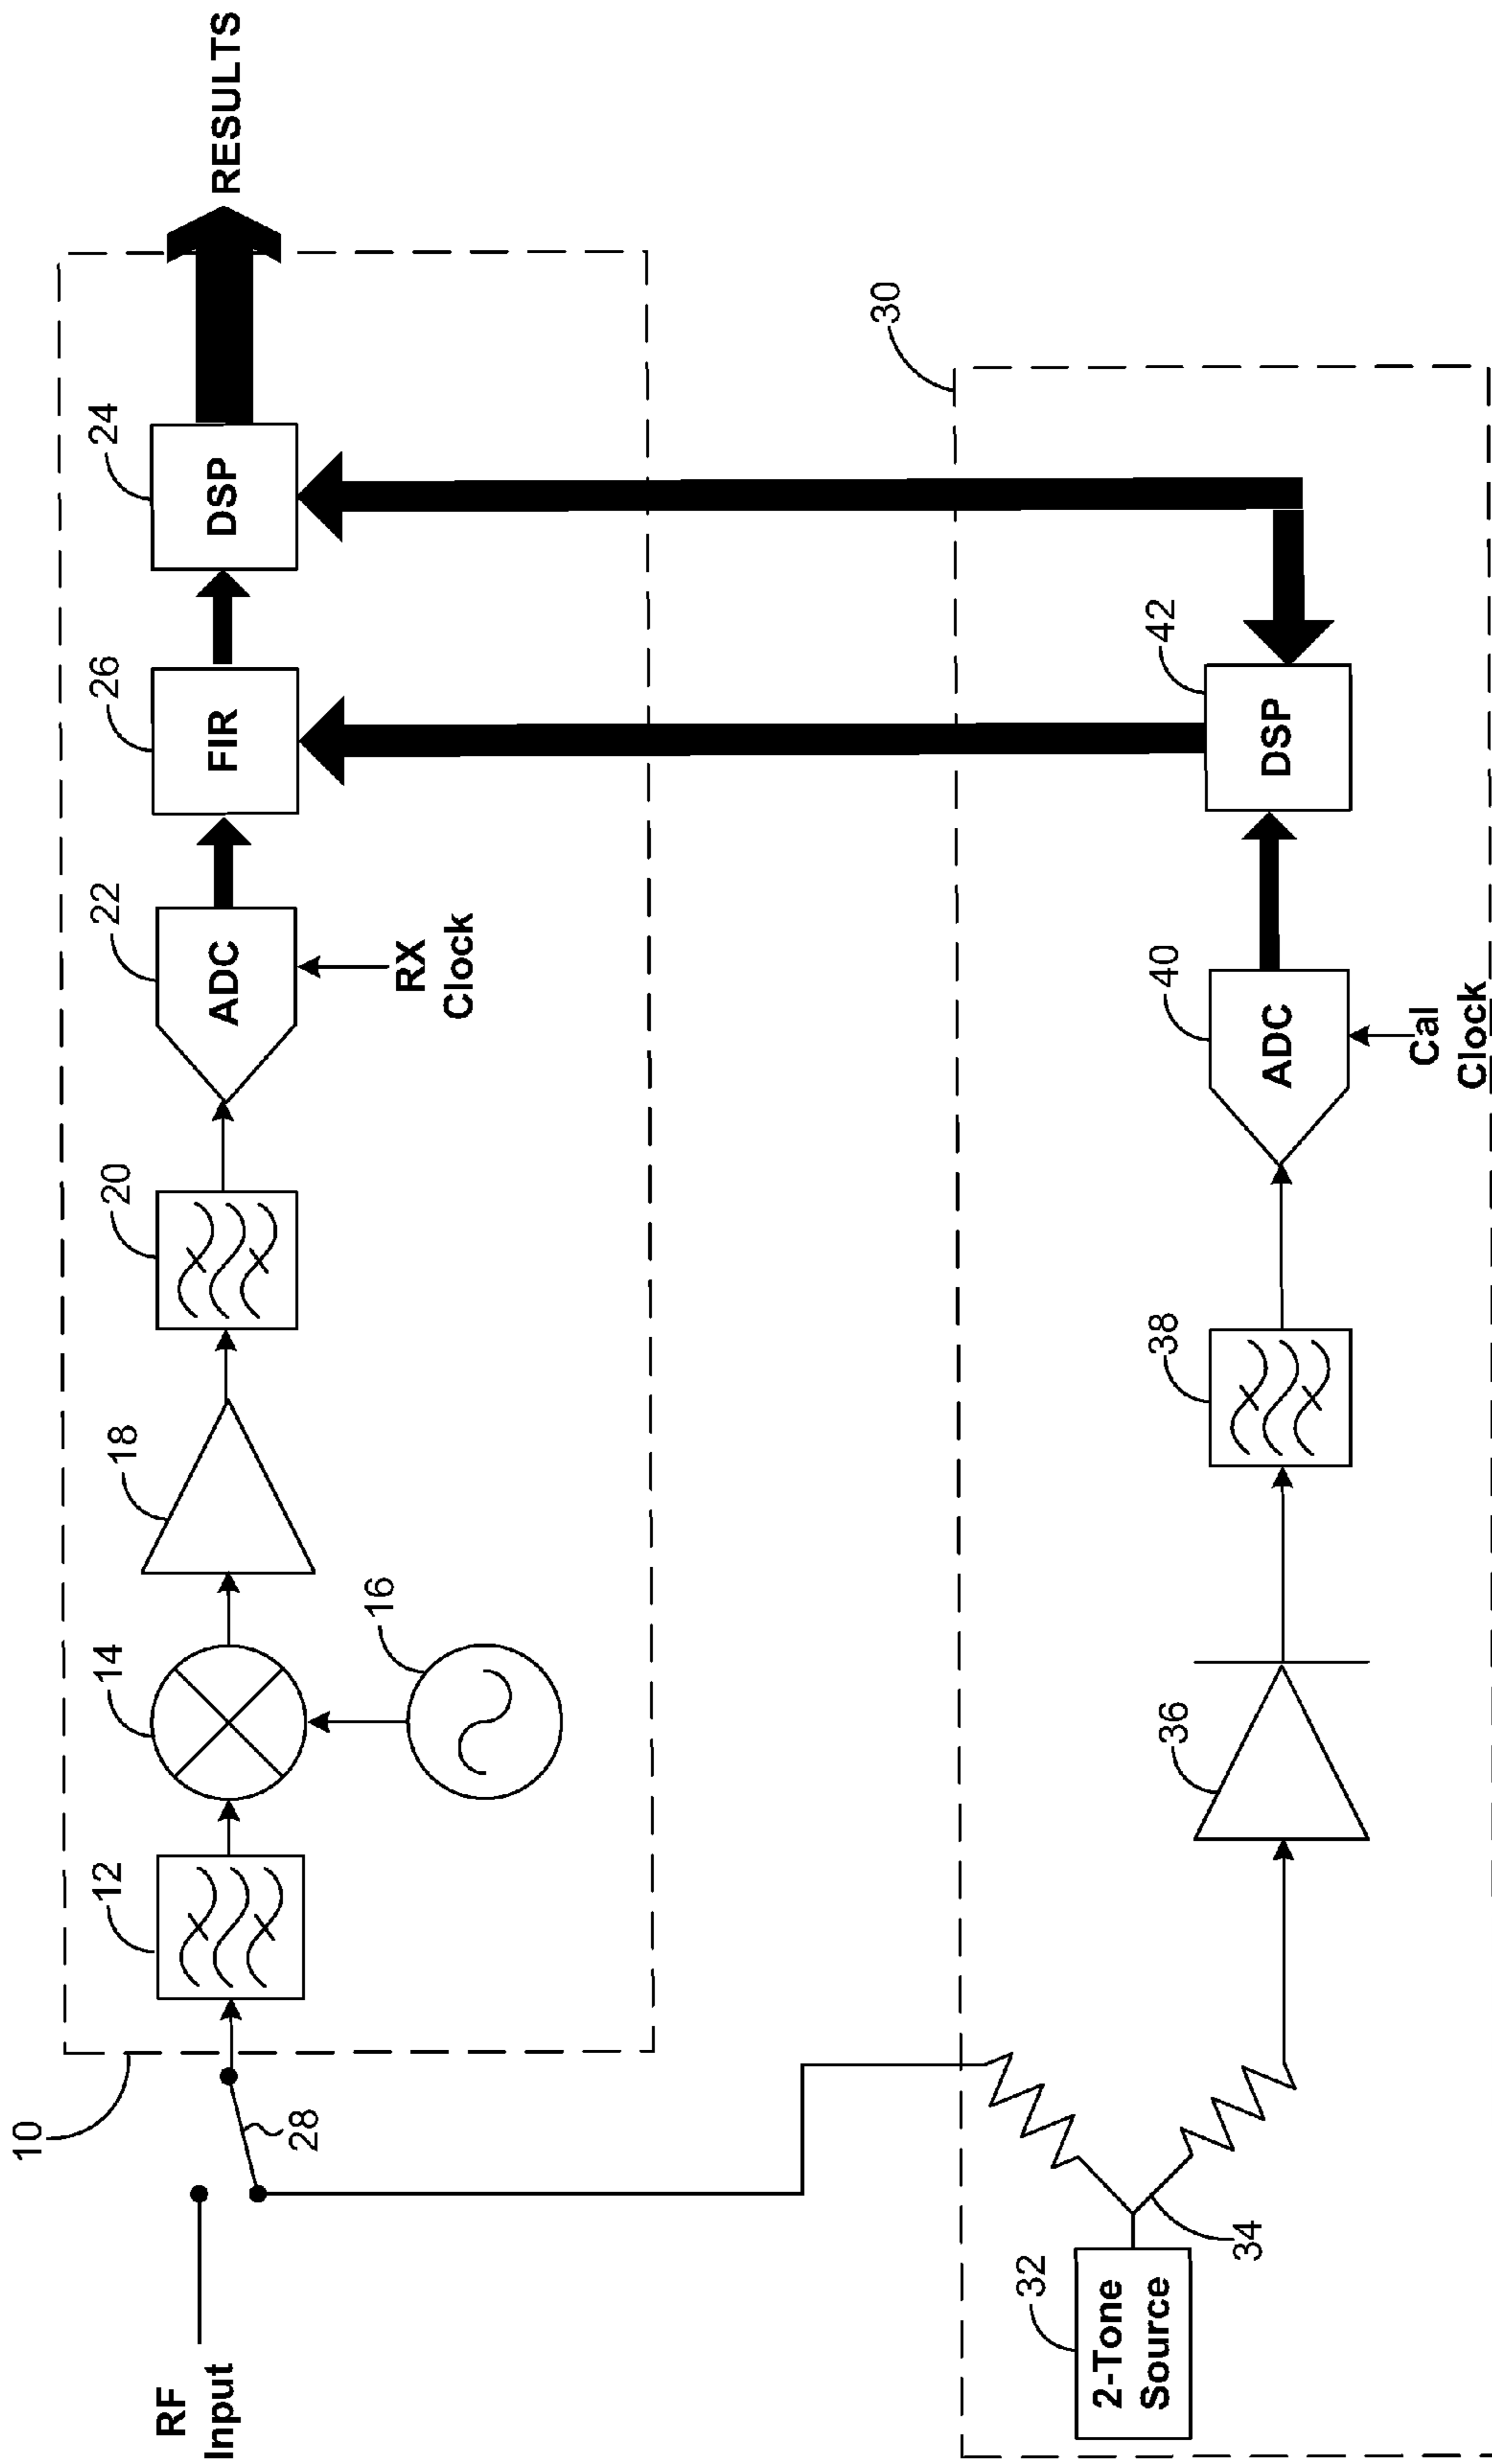 10
RF
Input
28
12
14
16
18
20
22
ADC
RX
Clock
26
FIR
24
DSP
RESULTS
30
32
2-Tone
Source
34
36
38
40
ADC
Cal
Clock
42
DSP